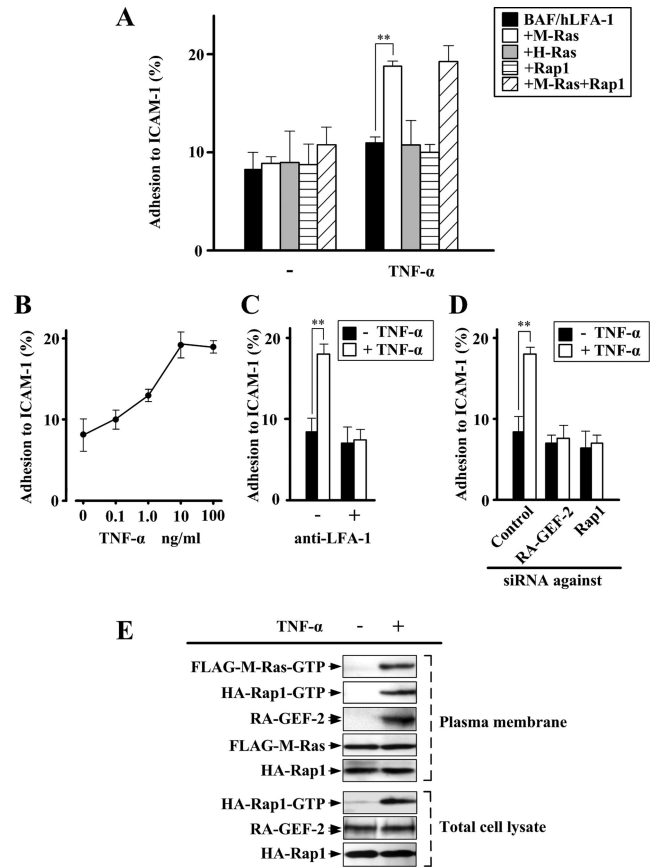 A
BAF/hLFA-1
+M-Ras
+H-Ras
+Rap1
+M-Ras+Rap1
Adhesion to ICAM-1 (%)
20
10
0
**
-
TNF-α
B
Adhesion to ICAM-1 (%)
20
10
0
0 0.1 1.0 10 100
TNF-α ng/ml
C
- TNF-α
+ TNF-α
Adhesion to ICAM-1 (%)
20
10
0
**
- +
anti-LFA-1
D
- TNF-α
+ TNF-α
Adhesion to ICAM-1 (%)
20
10
0
**
Control
RA-GEF-2
Rap1
siRNA against
E
TNF-α - +
FLAG-M-Ras-GTP
HA-Rap1-GTP
RA-GEF-2
FLAG-M-Ras
HA-Rap1
Plasma membrane
HA-Rap1-GTP
RA-GEF-2
HA-Rap1
Total cell lysate